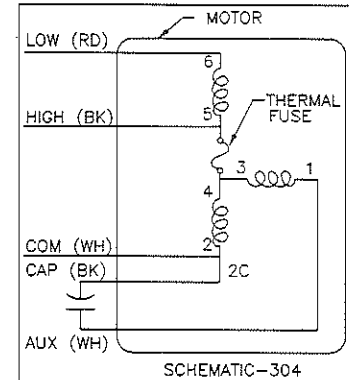 MOTOR
LOW (RD)
6
5
HIGH (BK)
THERMAL
FUSE
3
1
4
COM (WH)
2
CAP (BK)
2C
AUX (WH)
SCHEMATIC-304